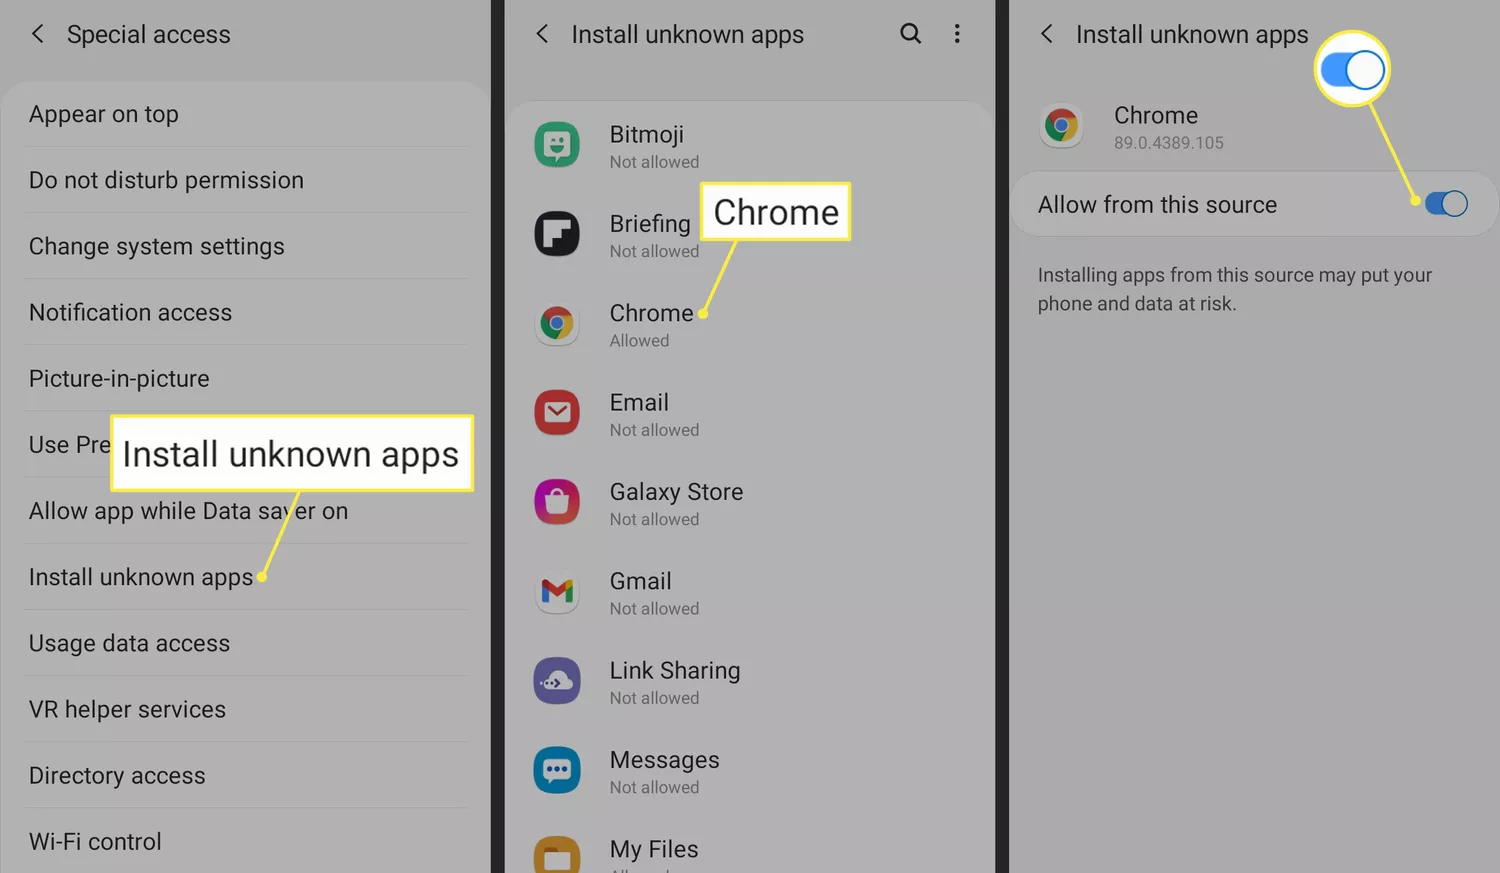 Special access
Appear on top
Do not disturb permission
Change system settings
Notification access
Picture-in-picture
Use Pre
Install unknown apps
Allow app while Data saver on
Install unknown apps
Usage data access
VR helper services
Directory access
Wi-Fi control
Install unknown apps
Bitmoji
Not allowed
Chrome
Briefing
Not allowed
Chrome
Allowed
Email
Not allowed
Galaxy Store
Not allowed
Gmail
Not allowed
Link Sharing
Not allowed
Messages
Not allowed
My Files
Install unknown apps
Chrome
89.0.4389.105
Allow from this source
Installing apps from this source may put your
phone and data at risk.